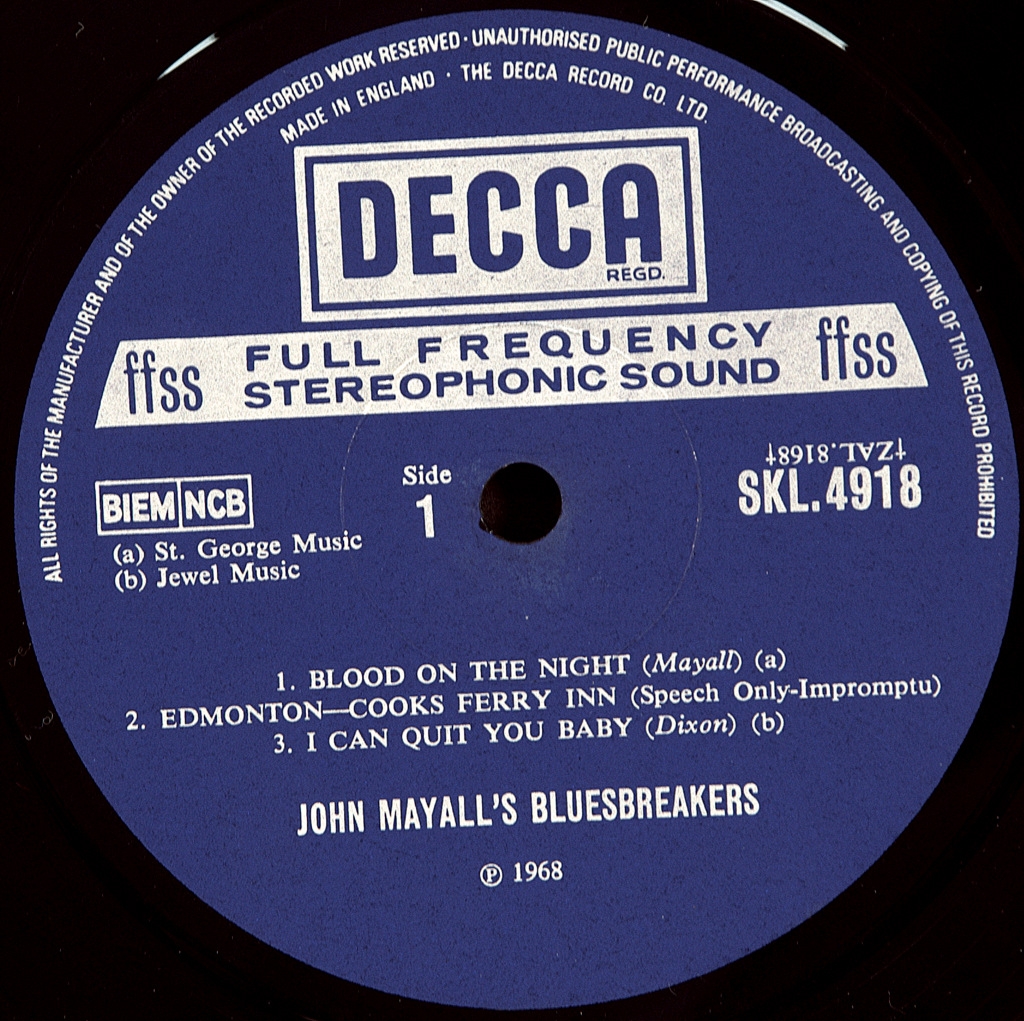 ALL RIGHTS OF THE MANUFACTURER AND OF THE OWNER OF THE RECORDED WORK RESERVED · UNAUTHORISED PUBLIC PERFORMANCE BROADCASTING AND COPYING OF THIS RECORD PROHIBITED
MADE IN ENGLAND · THE DECCA RECORD CO. LTD.
DECCA
REGD.
ffss FULL FREQUENCY ffss
STEREOPHONIC SOUND
‡ZAL.8168‡
SKL.4918
Side
1
BIEM NCB
(a) St. George Music
(b) Jewel Music
1. BLOOD ON THE NIGHT (Mayall) (a)
2. EDMONTON—COOKS FERRY INN (Speech Only-Impromptu)
3. I CAN QUIT YOU BABY (Dixon) (b)
JOHN MAYALL'S BLUESBREAKERS
℗ 1968